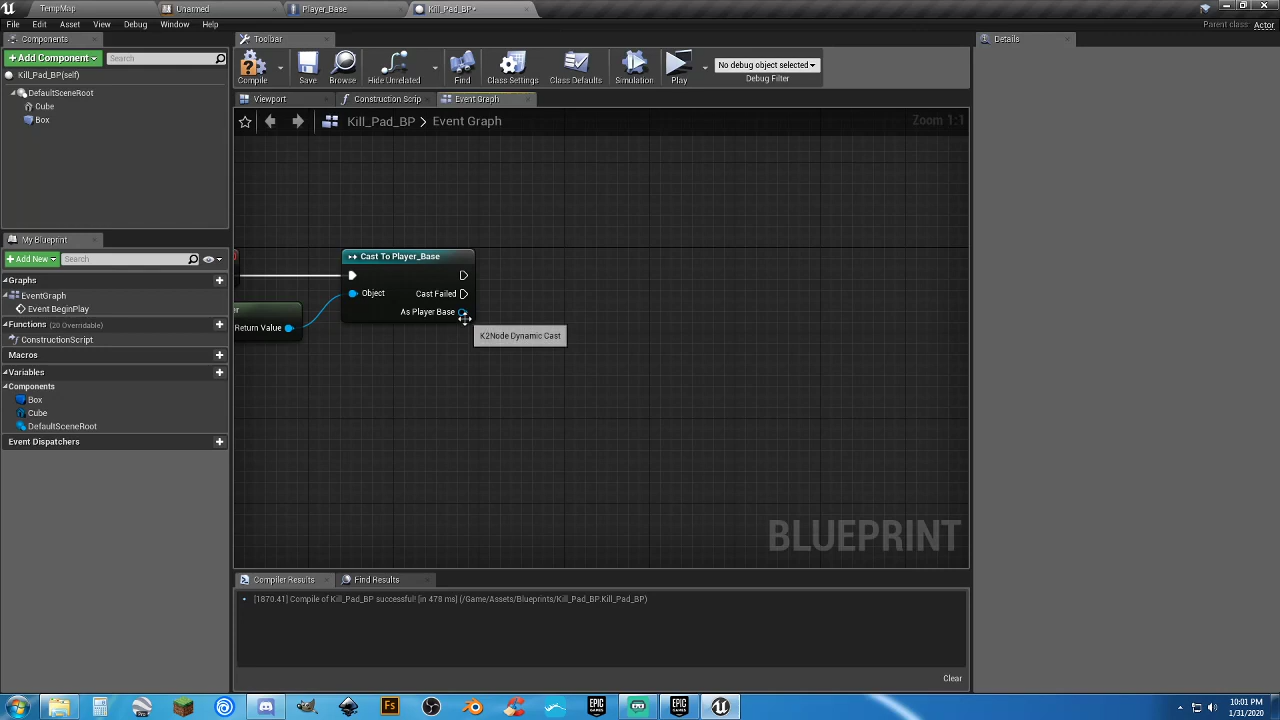 TempMap
Unarmed
Player_Base
Kill_Pad_BP*
File
Edit
Asset
View
Debug
Window
Help
Parent class: Actor
Components
Toolbar
Details
Add Component
Search
Kill_Pad_BP(self)
DefaultSceneRoot
Cube
Box
Compile
Save
Browse
Hide Unrelated
Find
Class Settings
Class Defaults
Simulation
Play
No debug object selected
Debug Filter
Viewport
Construction Scrip
Event Graph
Kill_Pad_BP > Event Graph
Zoom 1:1
Cast To Player_Base
Object
Cast Failed
As Player Base
Return Value
K2Node Dynamic Cast
BLUEPRINT
My Blueprint
Add New
Search
Graphs
EventGraph
Event BeginPlay
Functions (20 Overridable)
ConstructionScript
Macros
Variables
Components
Box
Cube
DefaultSceneRoot
Event Dispatchers
Compiler Results
Find Results
[1870.41] Compile of Kill_Pad_BP successful! [in 478 ms] (/Game/Assets/Blueprints/Kill_Pad_BP.Kill_Pad_BP)
Clear
10:01 PM
1/31/2020